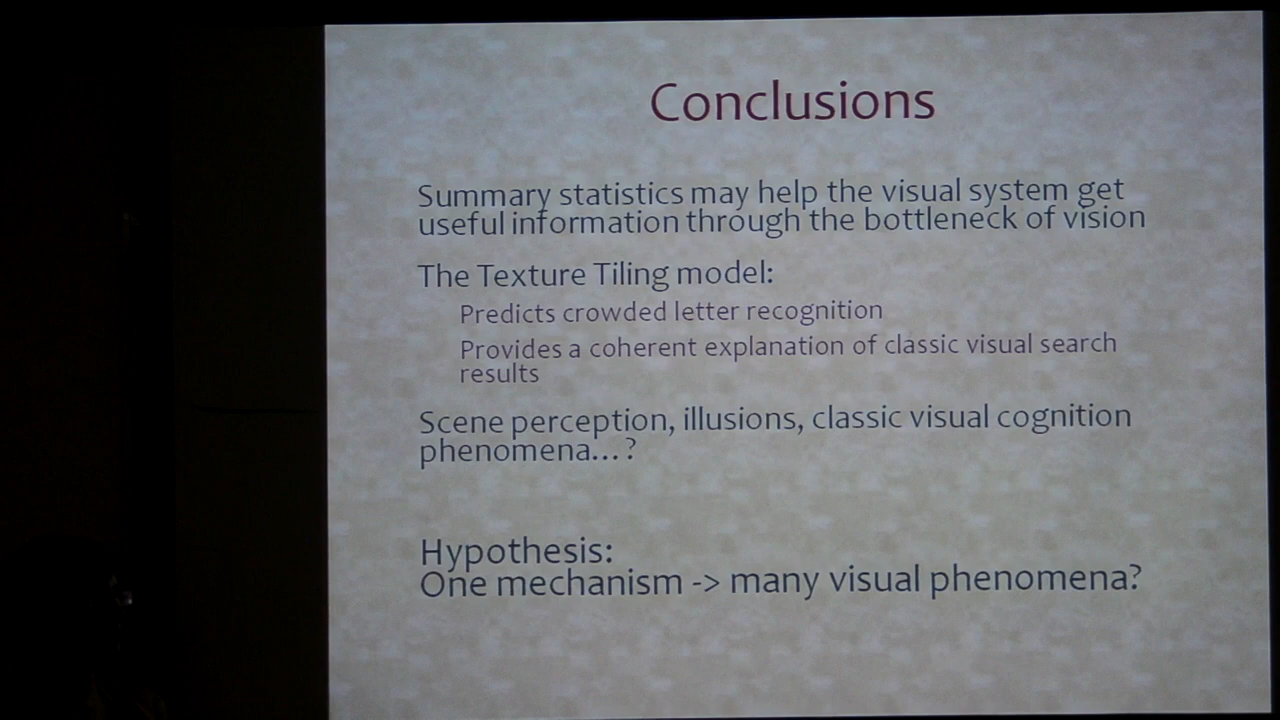 Conclusions
Summary statistics may help the visual system get
useful information through the bottleneck of vision
The Texture Tiling model:
Predicts crowded letter recognition
Provides a coherent explanation of classic visual search
results
Scene perception, illusions, classic visual cognition
phenomena...?
Hypothesis:
One mechanism -> many visual phenomena?